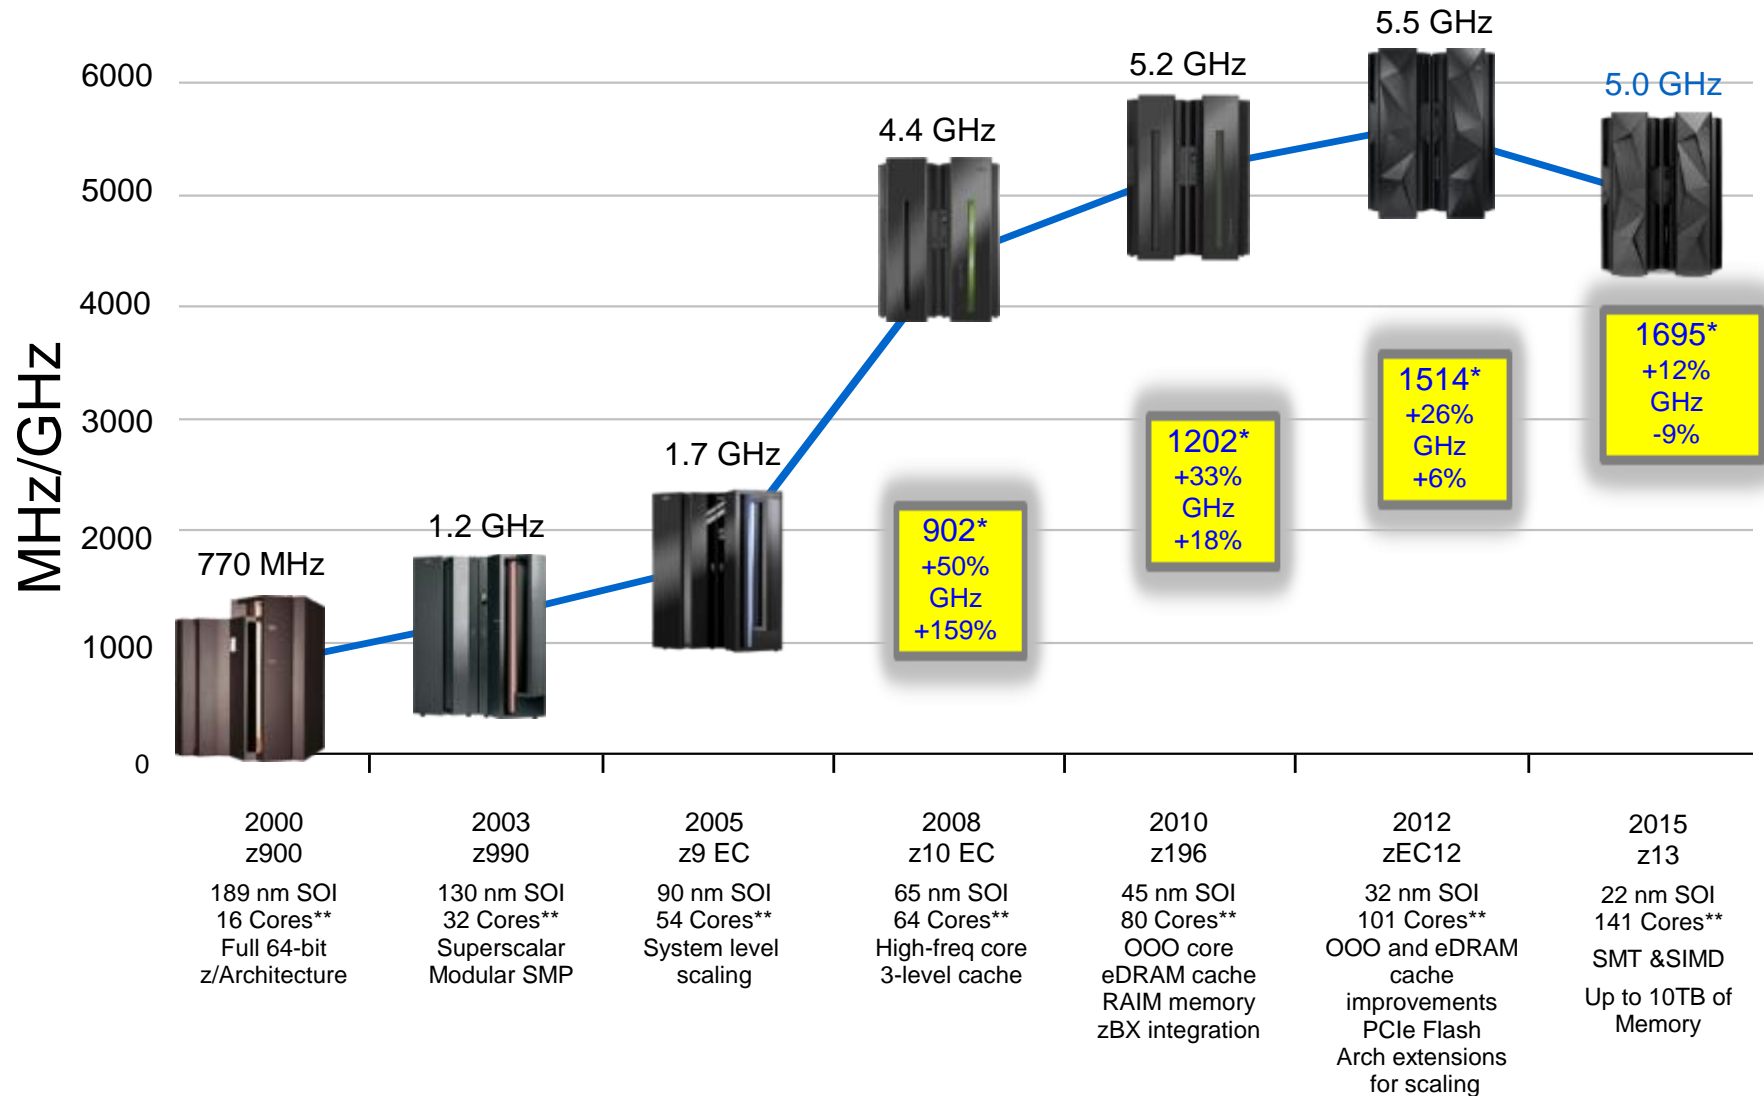 MHz/GHz
6000
5000
4000
3000
2000
1000
0
770 MHz
1.2 GHz
1.7 GHz
4.4 GHz
5.2 GHz
5.5 GHz
5.0 GHz
902*
+50%
GHz
+159%
1202*
+33%
GHz
+18%
1514*
+26%
GHz
+6%
1695*
+12%
GHz
-9%
2000
z900
189 nm SOI
16 Cores**
Full 64-bit
z/Architecture
2003
z990
130 nm SOI
32 Cores**
Superscalar
Modular SMP
2005
z9 EC
90 nm SOI
54 Cores**
System level
scaling
2008
z10 EC
65 nm SOI
64 Cores**
High-freq core
3-level cache
2010
z196
45 nm SOI
80 Cores**
OOO core
eDRAM cache
RAIM memory
zBX integration
2012
zEC12
32 nm SOI
101 Cores**
OOO and eDRAM
cache
improvements
PCIe Flash
Arch extensions
for scaling
2015
z13
22 nm SOI
141 Cores**
SMT &SIMD
Up to 10TB of
Memory